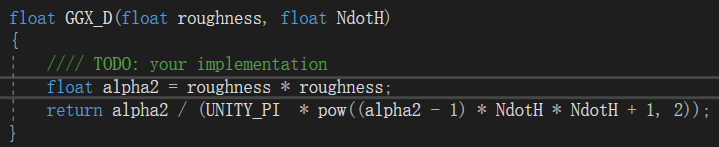 float GGX_D(float roughness, float NdotH)
{
//// TODO: your implementation
float alpha2 = roughness * roughness;
return alpha2 / (UNITY_PI  * pow((alpha2 - 1) * NdotH * NdotH + 1, 2));
}